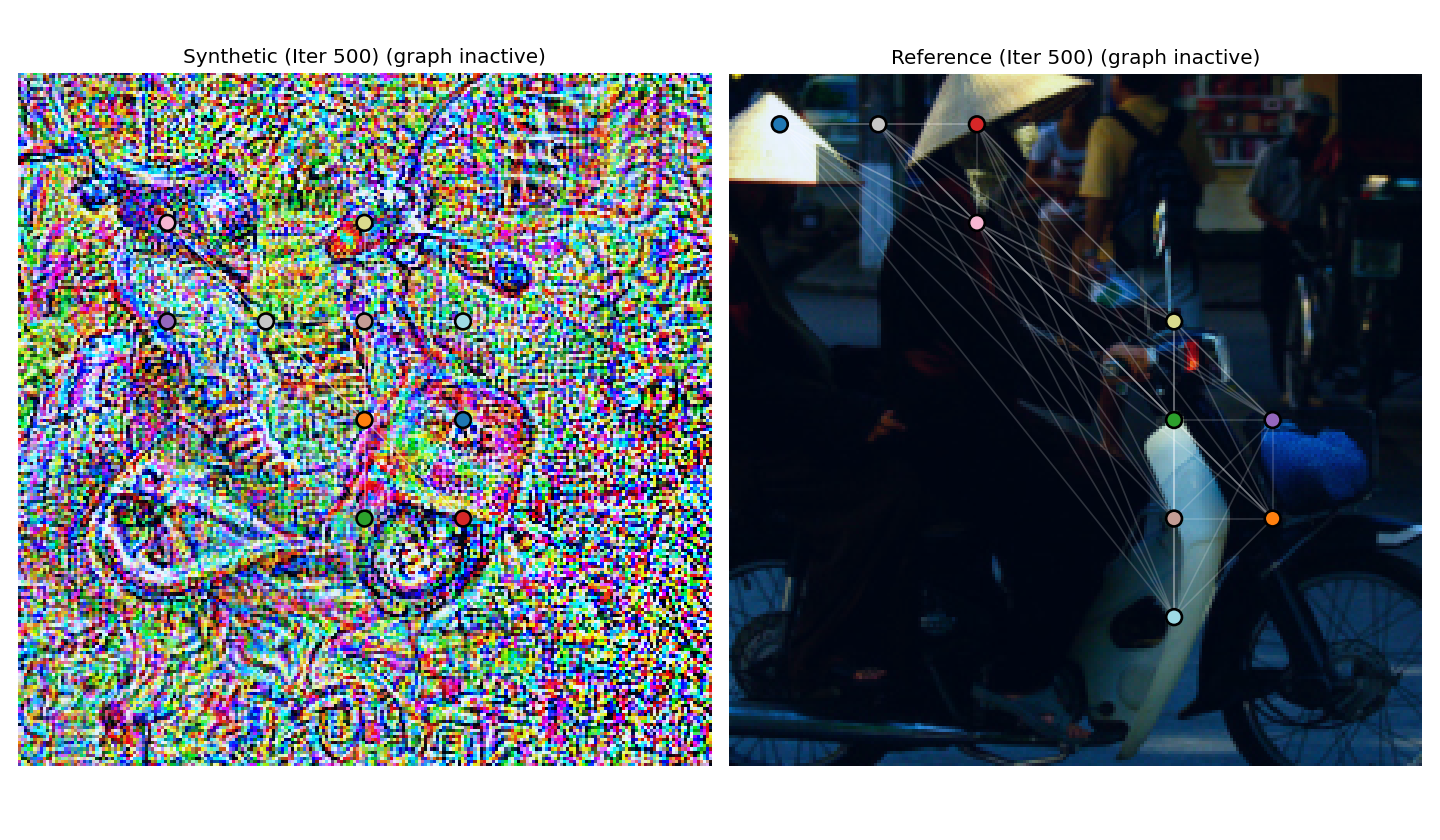 Synthetic (Iter 500) (graph inactive)
Reference (Iter 500) (graph inactive)